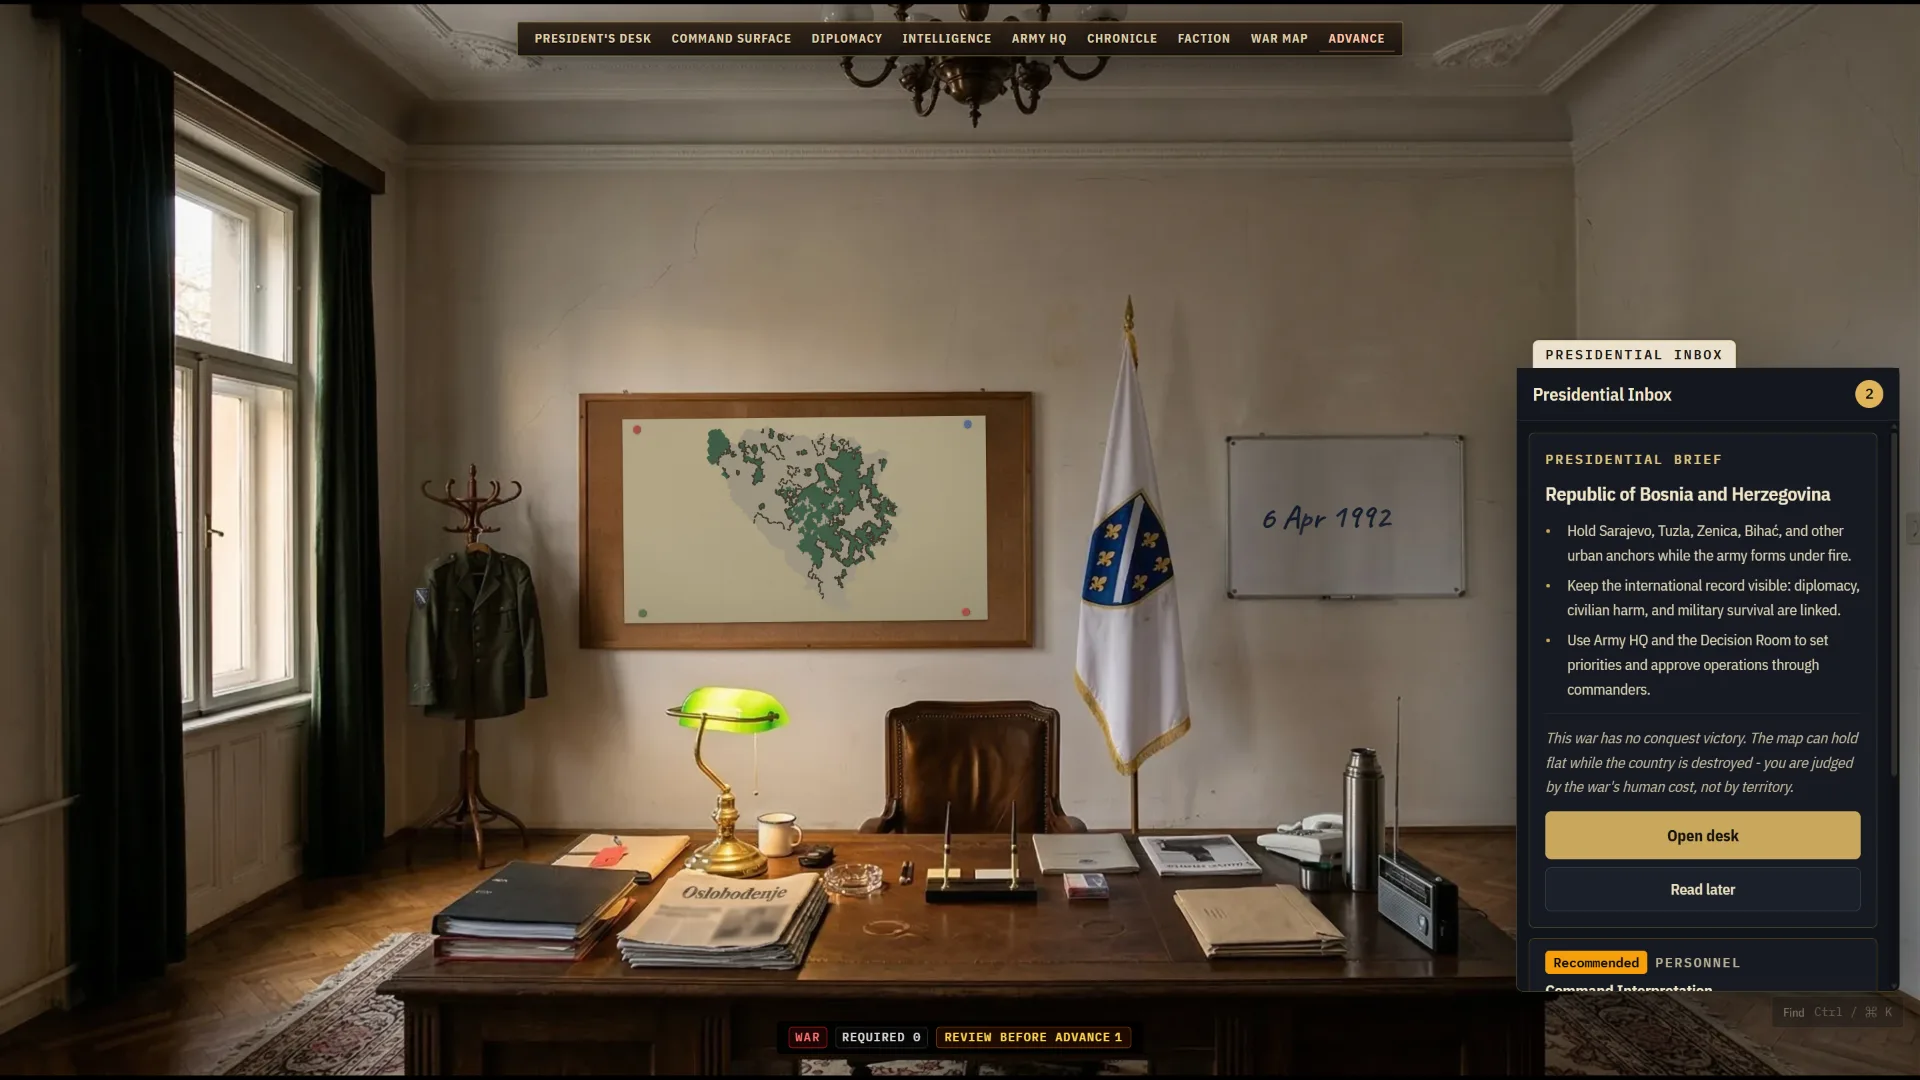 PRESIDENT'S DESK COMMAND SURFACE DIPLOMACY INTELLIGENCE ARMY HQ CHRONICLE FACTION WAR MAP ADVANCE
6 Apr 1992
Oslobođenje
PRESIDENTIAL INBOX
Presidential Inbox 2
PRESIDENTIAL BRIEF
Republic of Bosnia and Herzegovina
• Hold Sarajevo, Tuzla, Zenica, Bihać, and other
urban anchors while the army forms under fire.
• Keep the international record visible: diplomacy,
civilian harm, and military survival are linked.
• Use Army HQ and the Decision Room to set
priorities and approve operations through
commanders.
This war has no conquest victory. The map can hold
flat while the country is destroyed - you are judged
by the war's human cost, not by territory.
Open desk
Read later
Recommended PERSONNEL
Command Interpretation
Find Ctrl / ⌘ K
WAR REQUIRED 0 REVIEW BEFORE ADVANCE 1